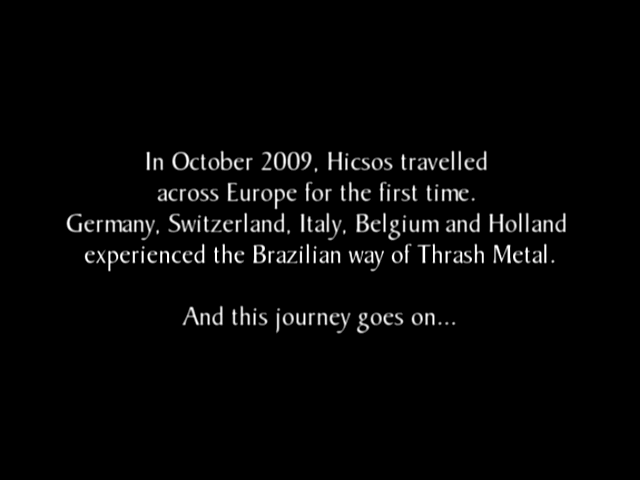 In October 2009, Hicsos travelled
across Europe for the first time.
Germany, Switzerland, Italy, Belgium and Holland
experienced the Brazilian way of Thrash Metal.
And this journey goes on...